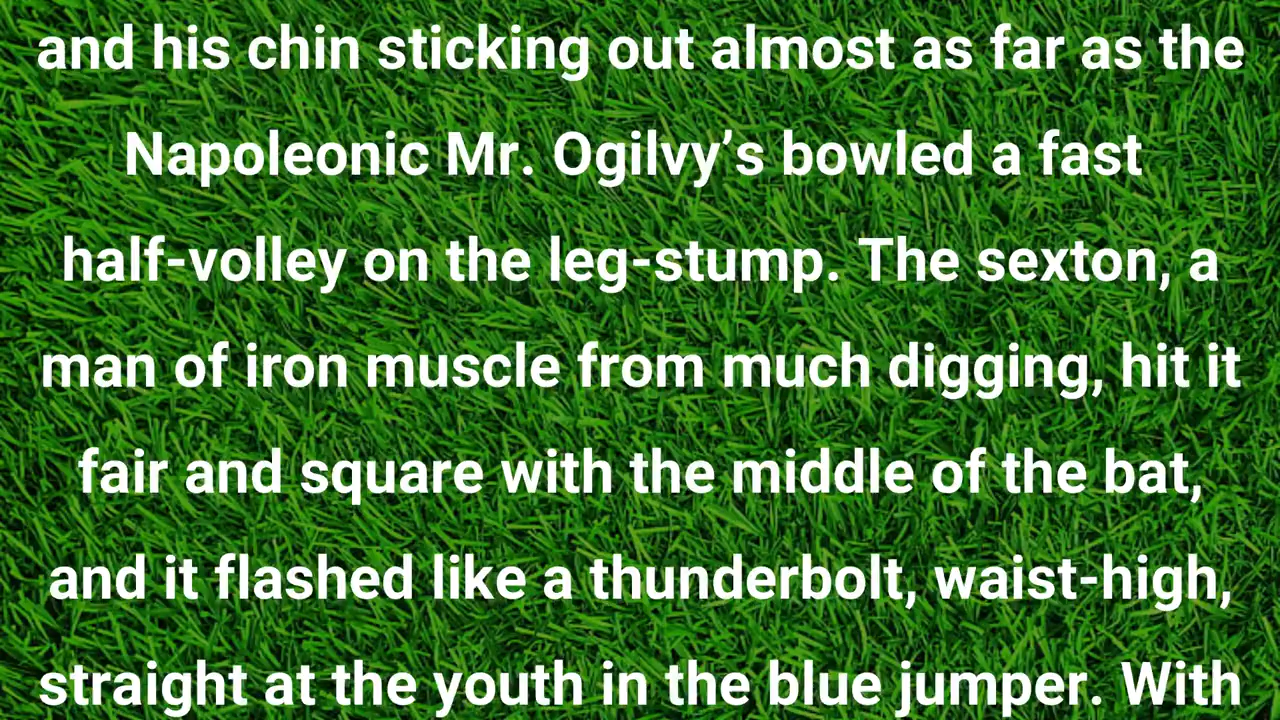 and his chin sticking out almost as far as the
Napoleonic Mr. Ogilvy’s bowled a fast
half-volley on the leg-stump. The sexton, a
man of iron muscle from much digging, hit it
fair and square with the middle of the bat,
and it flashed like a thunderbolt, waist-high,
straight at the youth in the blue jumper. With